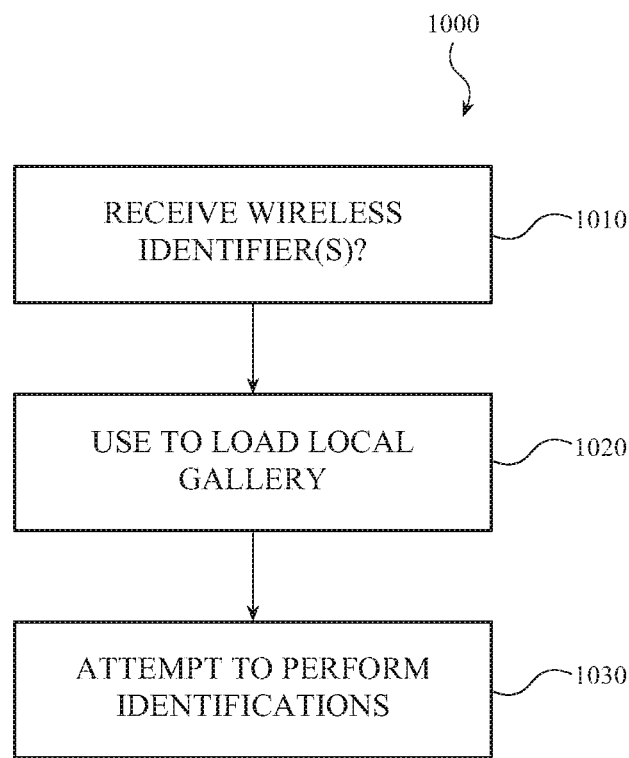 1000
RECEIVE WIRELESS
IDENTIFIER(S)?
1010
USE TO LOAD LOCAL
GALLERY
1020
ATTEMPT TO PERFORM
IDENTIFICATIONS
1030